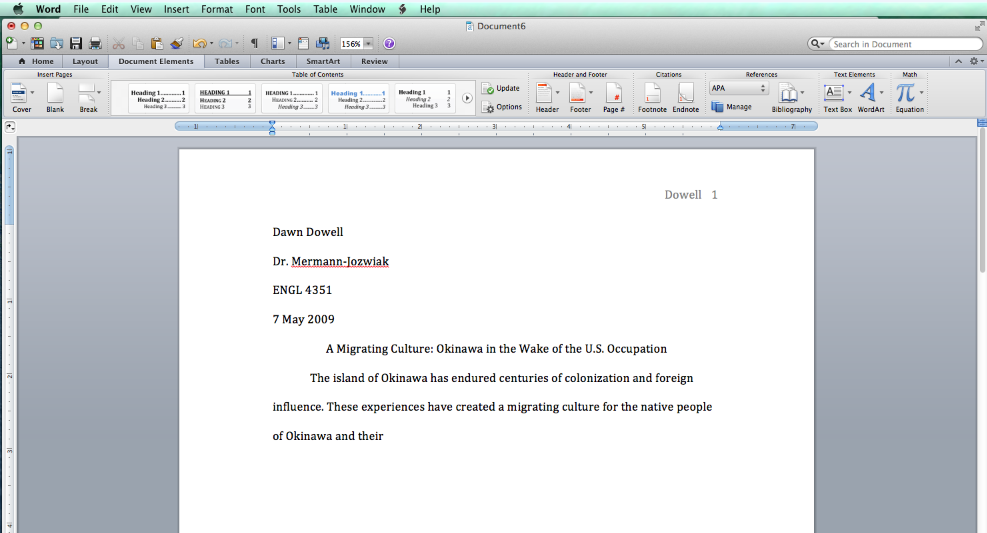 Word File Edit View Insert Format Font Tools Table Window Help
Document6
156% Search in Document
Home Layout Document Elements Tables Charts SmartArt Review
Insert Pages Table of Contents Header and Footer Citations References Text Elements Math
Heading 1 1 HEADING 1 1 HEADING 1 1 Heading 1 1 Heading 1 1 Update APA
Heading 2 2 HEADING 2 2 HEADING 2 2 Heading 2 2 Heading 2 2
Heading 3 3 HEADING 3 3 HEADING 3 3 Heading 3 3 Heading 3 3 Options Manage
Cover Blank Break Header Footer Page # Footnote Endnote Bibliography Text Box WordArt Equation
Dowell 1
Dawn Dowell
Dr. Mermann-Jozwiak
ENGL 4351
7 May 2009
A Migrating Culture: Okinawa in the Wake of the U.S. Occupation
The island of Okinawa has endured centuries of colonization and foreign
influence. These experiences have created a migrating culture for the native people
of Okinawa and their